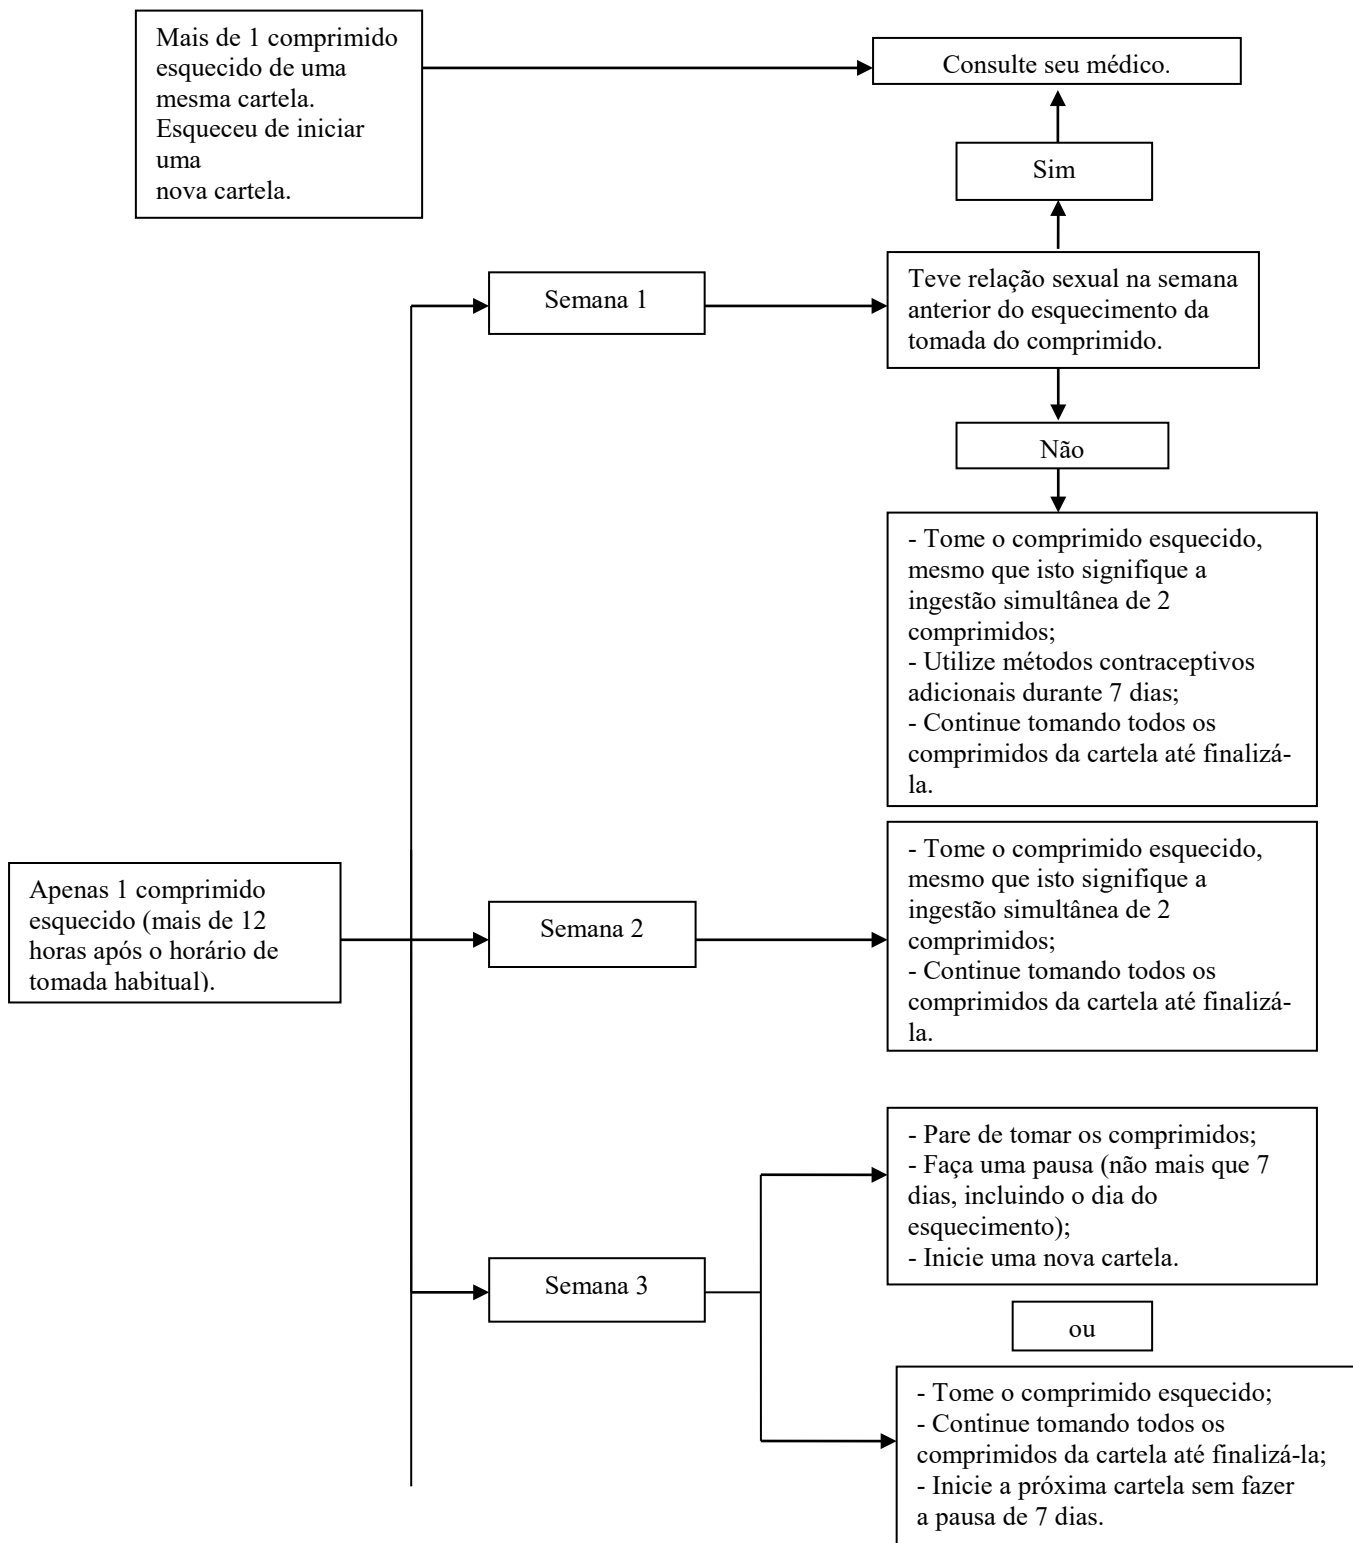 Mais de 1 comprimido
esquecido de uma
mesma cartela.
Esqueceu de iniciar
uma
nova cartela.
Consulte seu médico.
Sim
Semana 1
Teve relação sexual na semana
anterior do esquecimento da
tomada do comprimido.
Não
- Tome o comprimido esquecido,
mesmo que isto signifique a
ingestão simultânea de 2
comprimidos;
- Utilize métodos contraceptivos
adicionais durante 7 dias;
- Continue tomando todos os
comprimidos da cartela até finalizá-
la.
Apenas 1 comprimido
esquecido (mais de 12
horas após o horário de
tomada habitual).
Semana 2
- Tome o comprimido esquecido,
mesmo que isto signifique a
ingestão simultânea de 2
comprimidos;
- Continue tomando todos os
comprimidos da cartela até finalizá-
la.
Semana 3
- Pare de tomar os comprimidos;
- Faça uma pausa (não mais que 7
dias, incluindo o dia do
esquecimento);
- Inicie uma nova cartela.
ou
- Tome o comprimido esquecido;
- Continue tomando todos os
comprimidos da cartela até finalizá-la;
- Inicie a próxima cartela sem fazer
a pausa de 7 dias.